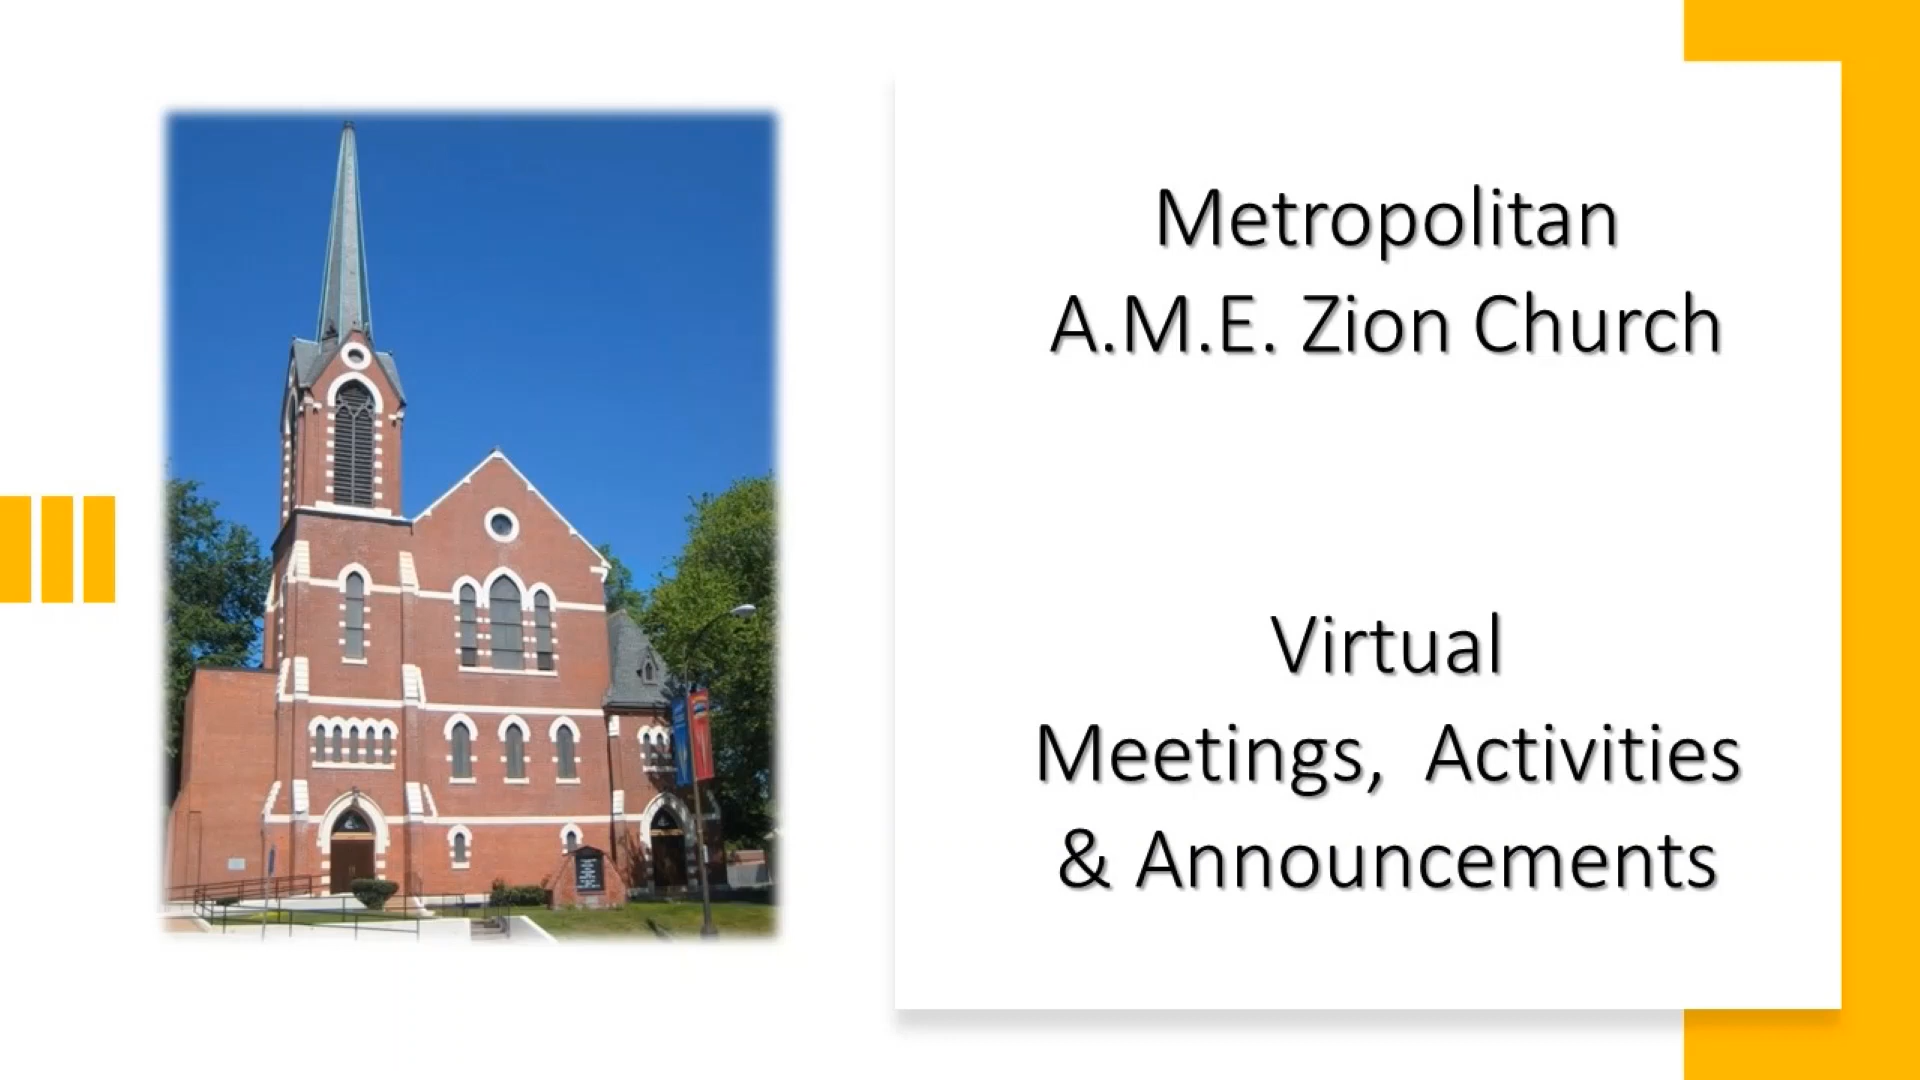 Metropolitan
A.M.E. Zion Church
Virtual
Meetings, Activities
& Announcements